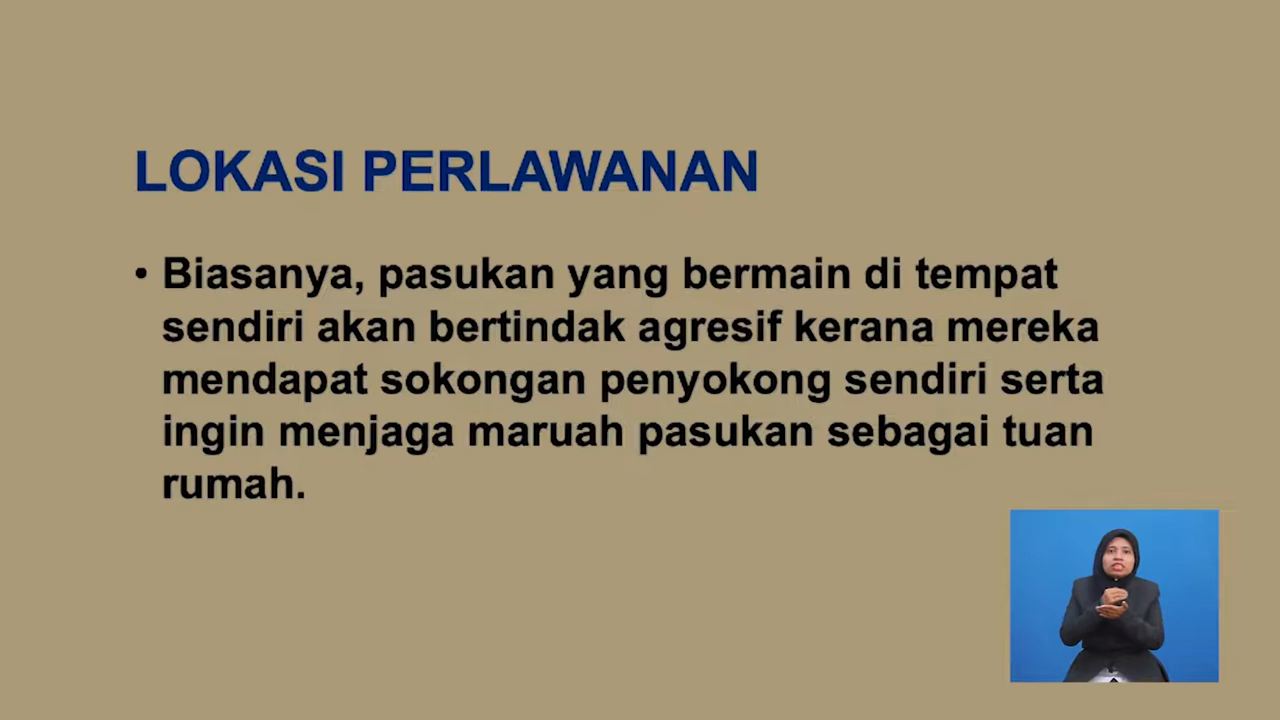 LOKASI PERLAWANAN
• Biasanya, pasukan yang bermain di tempat
sendiri akan bertindak agresif kerana mereka
mendapat sokongan penyokong sendiri serta
ingin menjaga maruah pasukan sebagai tuan
rumah.